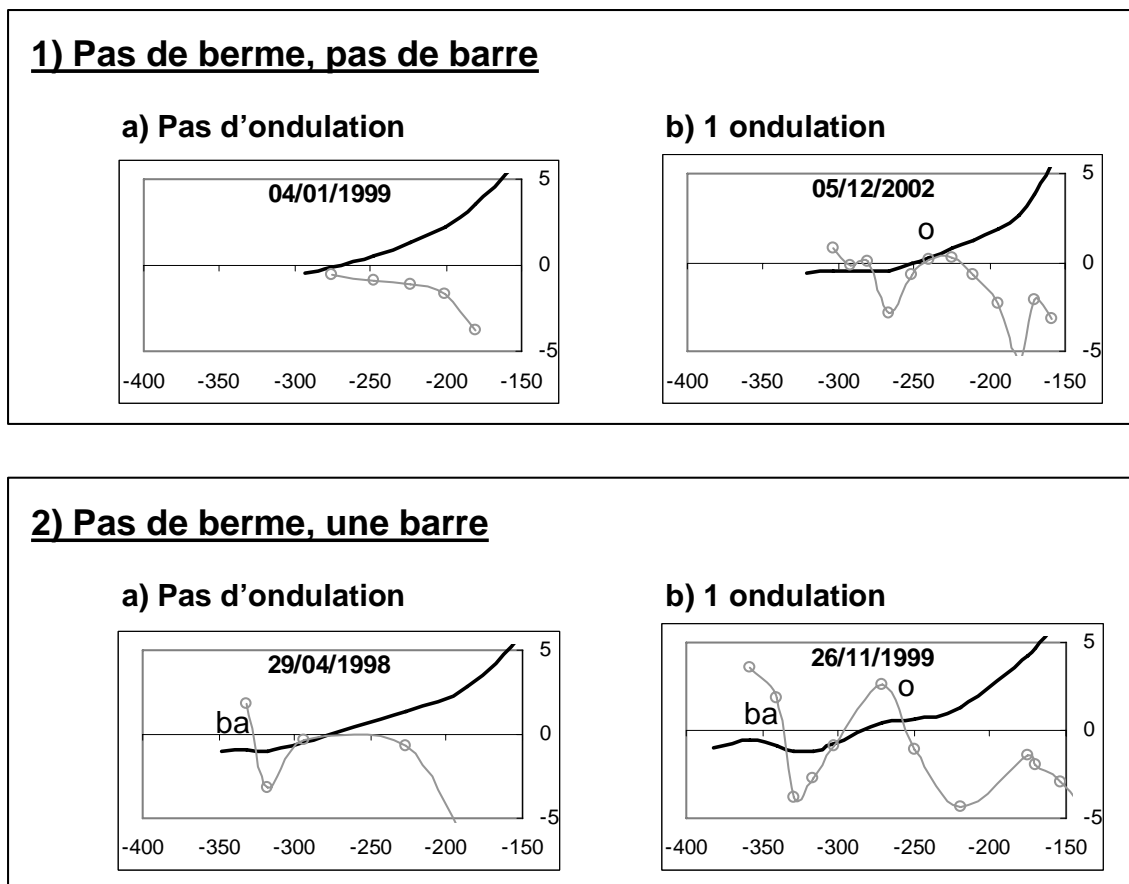 1) Pas de berme, pas de barre
a) Pas d’ondulation
b) 1 ondulation
04/01/1999
5
0
-5
-400 -350 -300 -250 -200 -150
05/12/2002
o
5
0
-5
-400 -350 -300 -250 -200 -150
2) Pas de berme, une barre
a) Pas d’ondulation
b) 1 ondulation
29/04/1998
ba
5
0
-5
-400 -350 -300 -250 -200 -150
26/11/1999
o
ba
5
0
-5
-400 -350 -300 -250 -200 -150